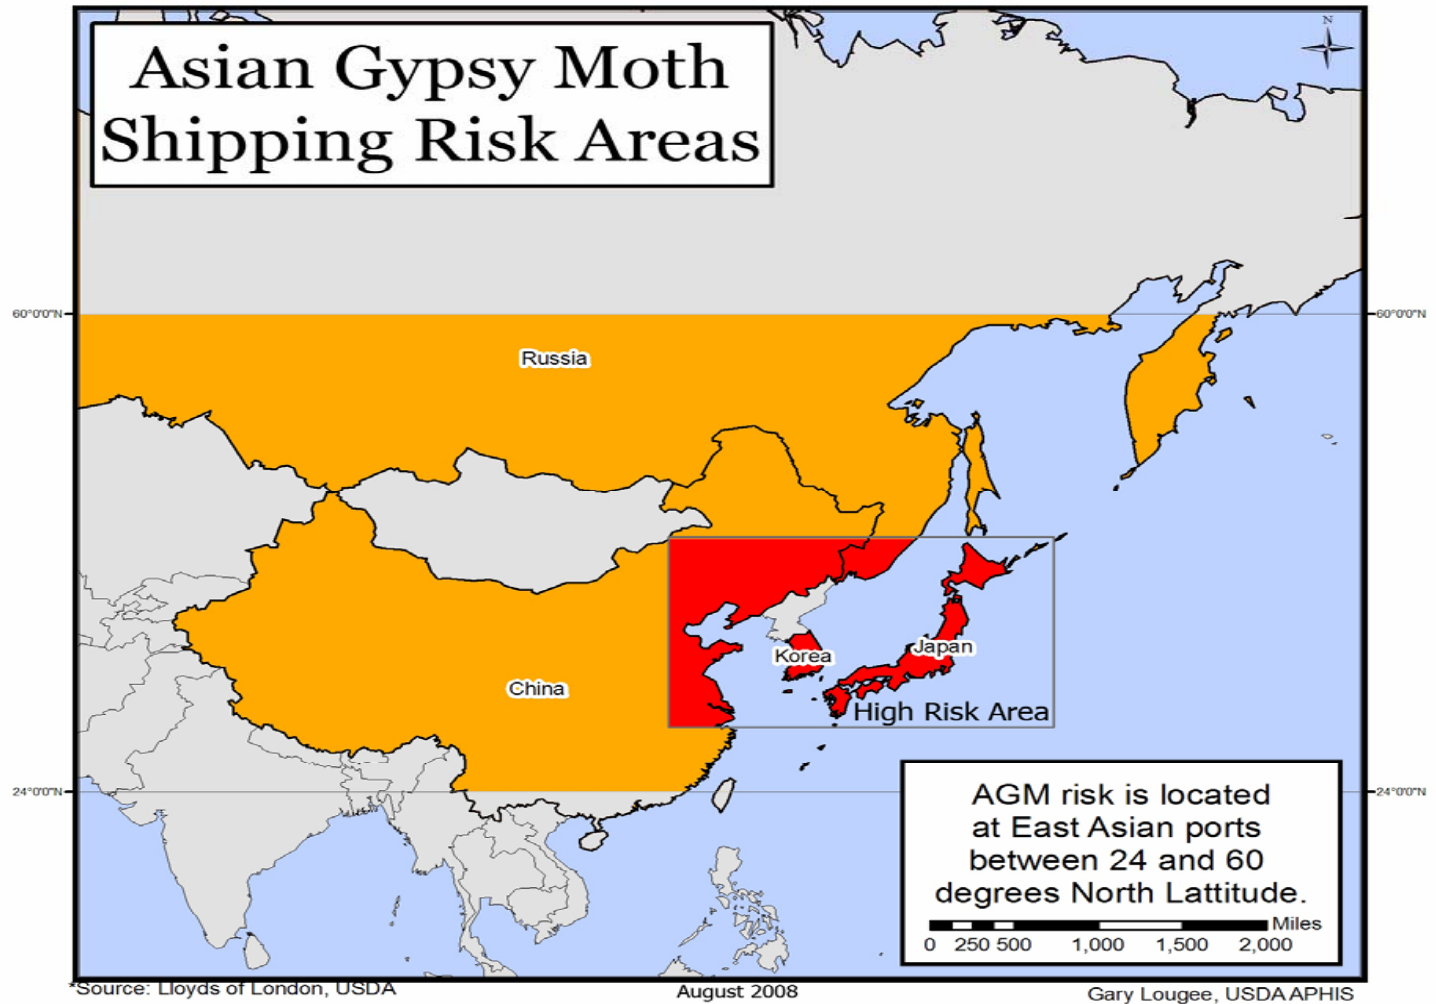 Asian Gypsy Moth
Shipping Risk Areas
N
60°0'0"N
60°0'0"N
Russia
Korea
Japan
China
High Risk Area
24°0'0"N
24°0'0"N
AGM risk is located
at East Asian ports
between 24 and 60
degrees North Lattitude.
Miles
0 250 500 1,000 1,500 2,000
*Source: Lloyds of London, USDA
August 2008
Gary Lougee, USDA APHIS